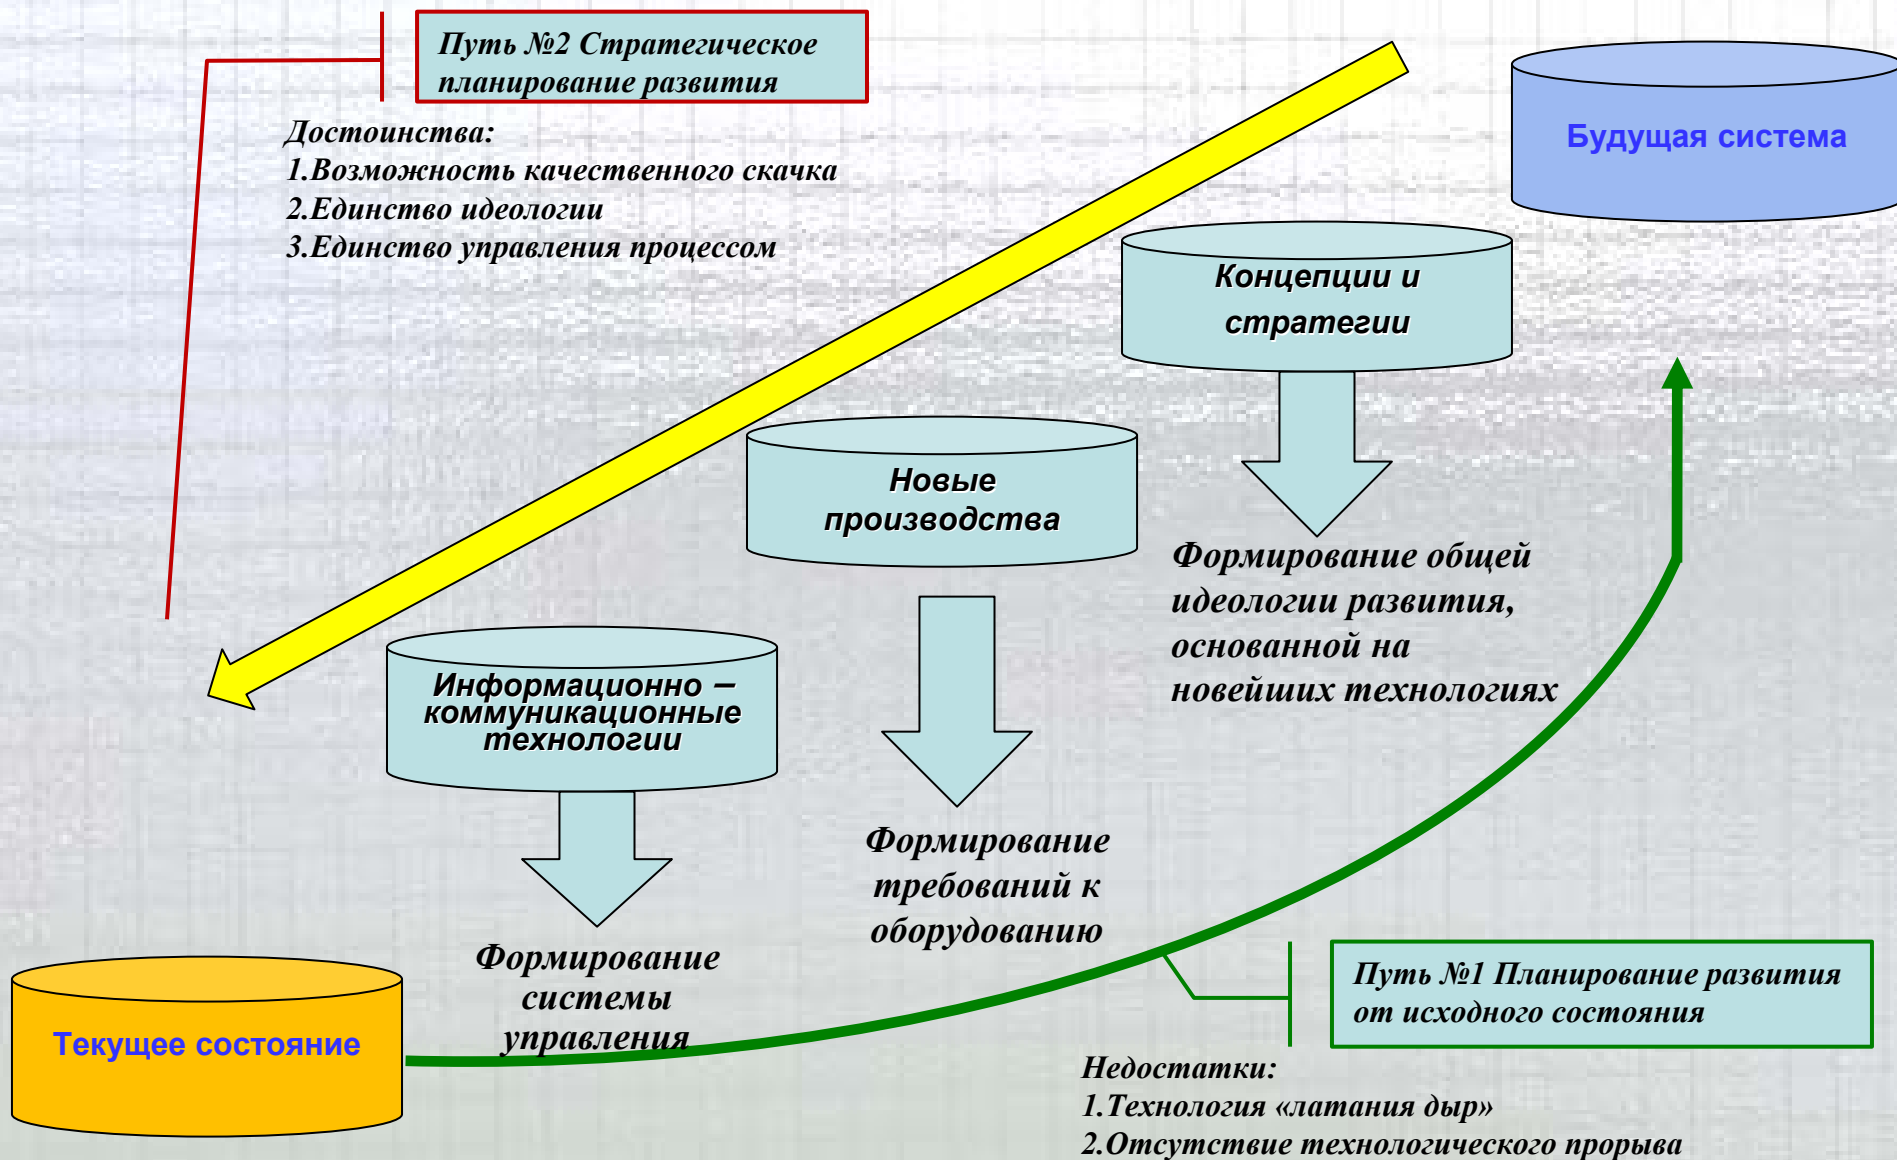 Путь №2 Стратегическое
планирование развития
Достоинства:
1.Возможность качественного скачка
2.Единство идеологии
3.Единство управления процессом
Будущая система
Концепции и
стратегии
Формирование общей
идеологии развития,
основанной на
новейших технологиях
Новые
производства
Формирование
требований к
оборудованию
Информационно –
коммуникационные
технологии
Формирование
системы
управления
Текущее состояние
Путь №1 Планирование развития
от исходного состояния
Недостатки:
1.Технология «латания дыр»
2.Отсутствие технологического прорыва